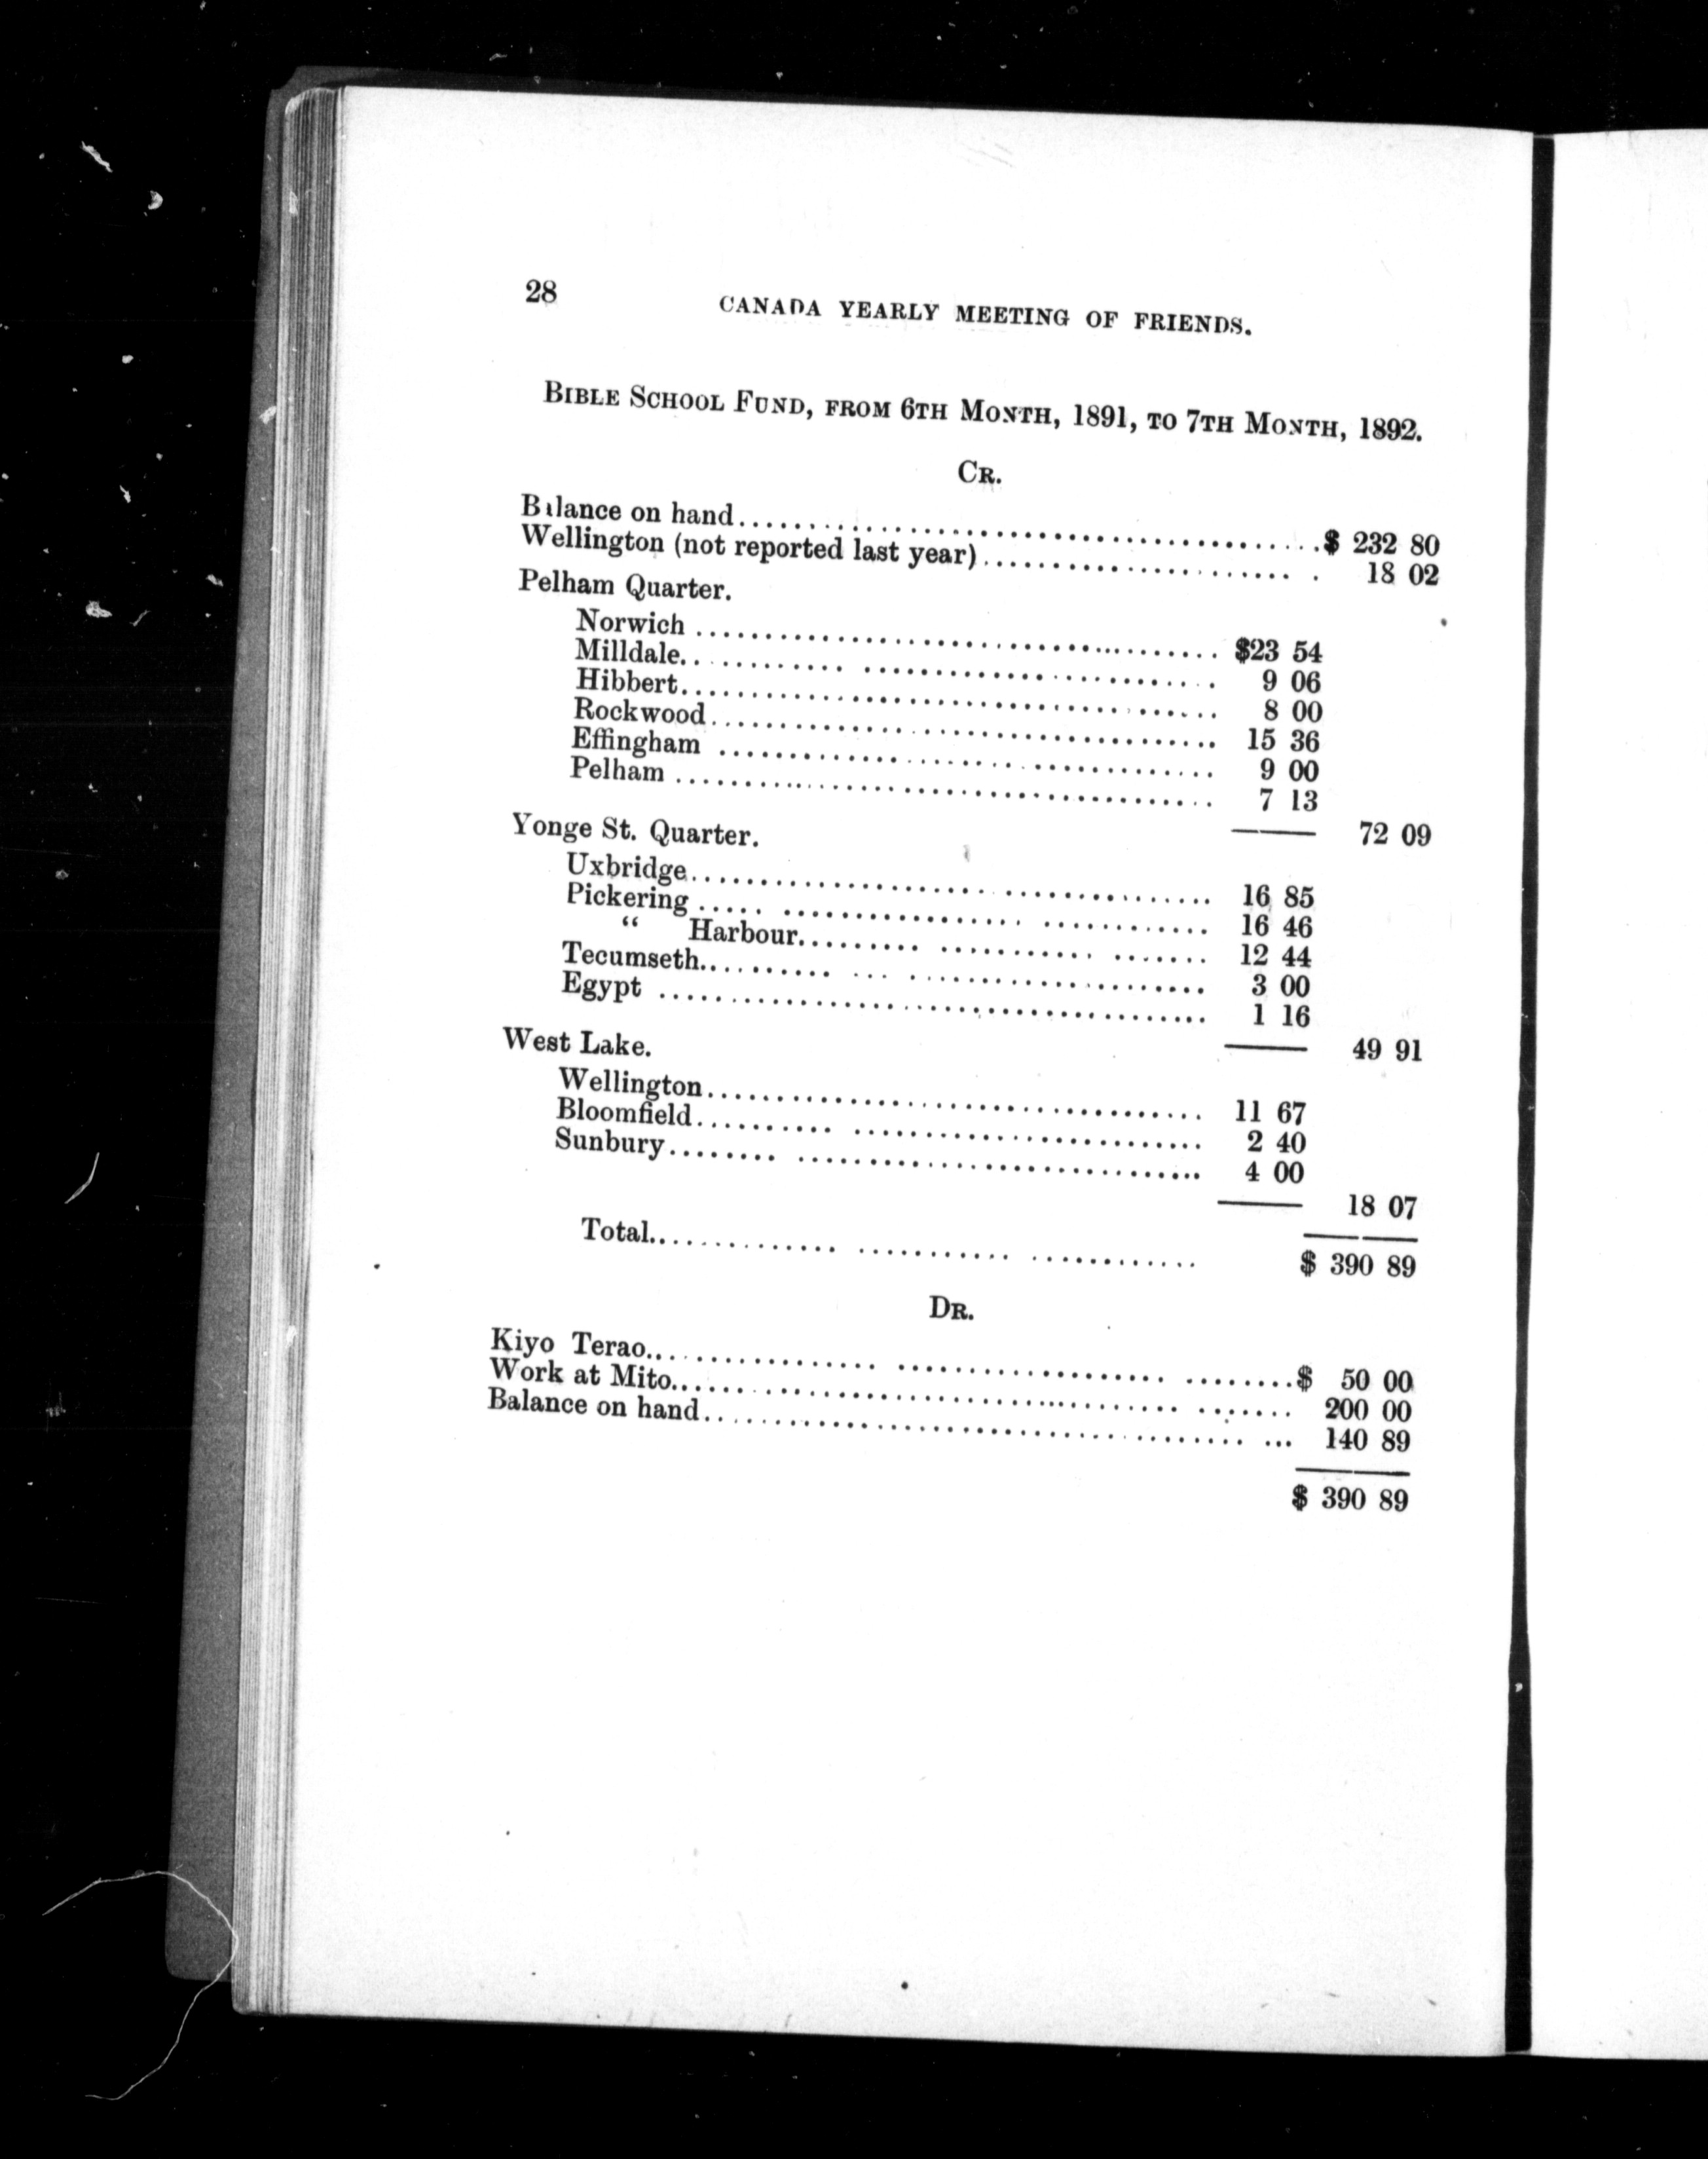 28
CANADA YEARLY MEETING OF FRIENDS.
BIBLE SCHOOL FUND, FROM 6TH MONTH, 1891, TO 7TH MONTH, 1892.
CR.
Balance on hand........................................$ 232 80
Wellington (not reported last year)........................ 18 02
Pelham Quarter.
Norwich ........................................ $23 54
Milldale........................................ 9 06
Hibbert........................................ 8 00
Rockwood........................................ 15 36
Effingham ........................................ 9 00
Pelham ........................................ 7 13
72 09
Yonge St. Quarter.
Uxbridge........................................ 16 85
Pickering ........................................ 16 46
“ Harbour........................................ 12 44
Tecumseth........................................ 3 00
Egypt ........................................ 1 16
49 91
West Lake.
Wellington........................................ 11 67
Bloomfield........................................ 2 40
Sunbury........................................ 4 00
18 07
Total........................................ $ 390 89
DR.
Kiyo Terao........................................$ 50 00
Work at Mito........................................ 200 00
Balance on hand........................................ 140 89
$ 390 89